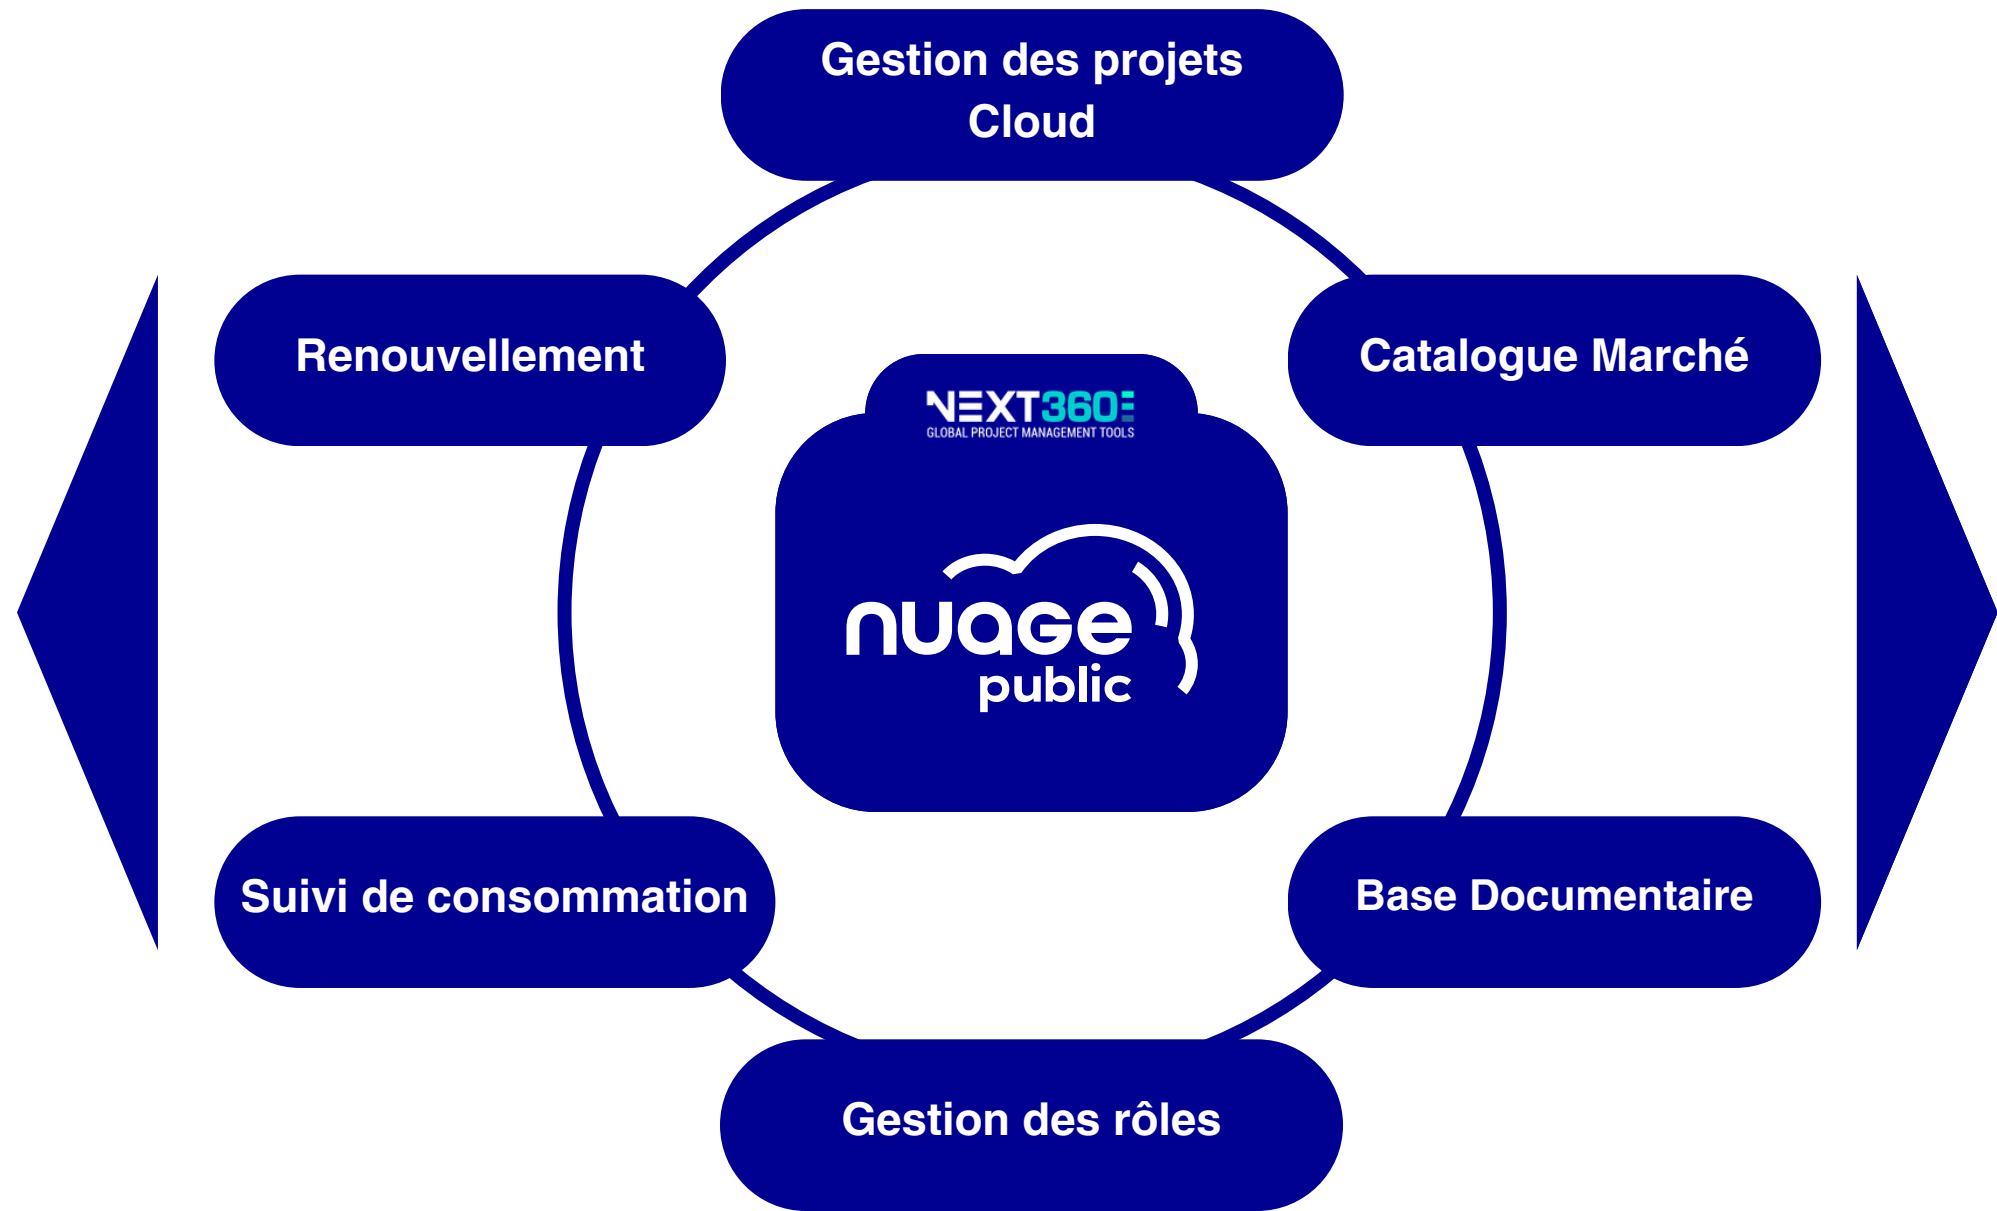 Gestion des projets
Cloud
Renouvellement
Catalogue Marché
NEXT360
GLOBAL PROJECT MANAGEMENT TOOLS
nuage
public
Suivi de consommation
Base Documentaire
Gestion des rôles